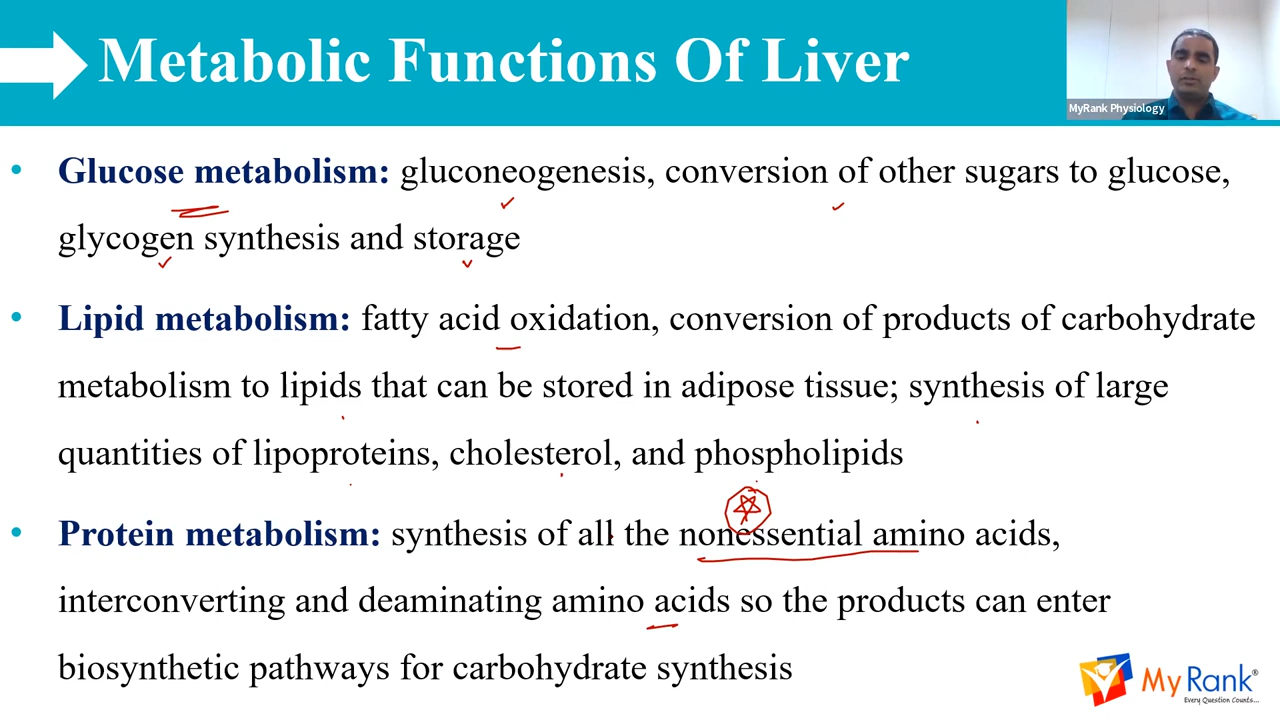 Metabolic Functions Of Liver
MyRank Physiology
• Glucose metabolism: gluconeogenesis, conversion of other sugars to glucose,
glycogen synthesis and storage
• Lipid metabolism: fatty acid oxidation, conversion of products of carbohydrate
metabolism to lipids that can be stored in adipose tissue; synthesis of large
quantities of lipoproteins, cholesterol, and phospholipids
• Protein metabolism: synthesis of all the nonessential amino acids,
interconverting and deaminating amino acids so the products can enter
biosynthetic pathways for carbohydrate synthesis
My Rank®
Every Question Counts...